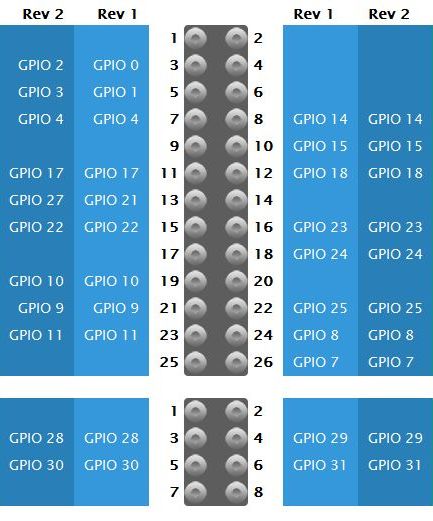 Rev 2 Rev 1 Rev 1 Rev 2
1 2
GPIO 2 GPIO 0 3 4
GPIO 3 GPIO 1 5 6
GPIO 4 GPIO 4 7 8 GPIO 14 GPIO 14
9 10 GPIO 15 GPIO 15
GPIO 17 GPIO 17 11 12 GPIO 18 GPIO 18
GPIO 27 GPIO 21 13 14
GPIO 22 GPIO 22 15 16 GPIO 23 GPIO 23
17 18 GPIO 24 GPIO 24
GPIO 10 GPIO 10 19 20
GPIO 9 GPIO 9 21 22 GPIO 25 GPIO 25
GPIO 11 GPIO 11 23 24 GPIO 8 GPIO 8
25 26 GPIO 7 GPIO 7
1 2
GPIO 28 GPIO 28 3 4 GPIO 29 GPIO 29
GPIO 30 GPIO 30 5 6 GPIO 31 GPIO 31
7 8